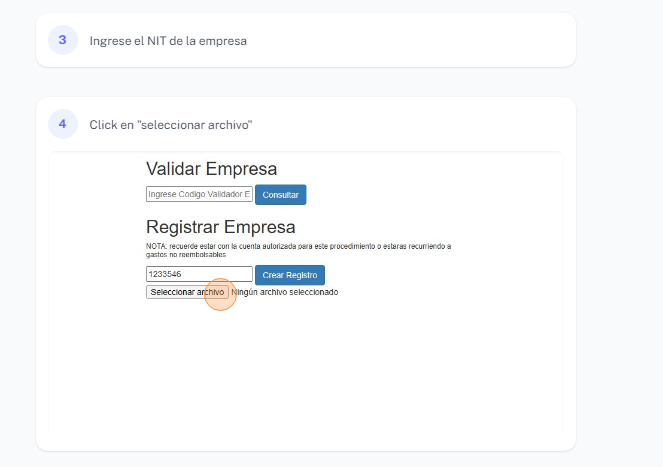 3
Ingrese el NIT de la empresa
4
Click en "seleccionar archivo"
Validar Empresa
Ingrese Codigo Validador E
Consultar
Registrar Empresa
NOTA: recuerde estar con la cuenta autorizada para este procedimiento o estaras recurriendo a
gastos no reembolsables
1233546
Crear Registro
Seleccionar archivo
Ningún archivo seleccionado